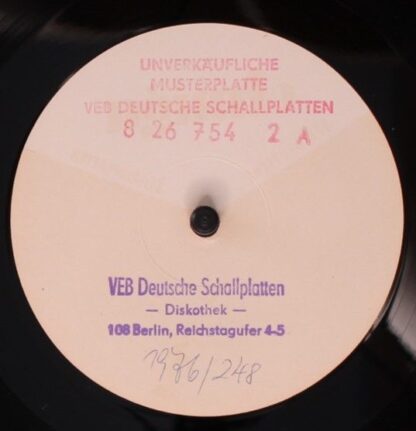 UNVERKÄUFLICHE
MUSTERPLATTE
VEB DEUTSCHE SCHALLPLATTEN
8 26 754 2 A
VEB Deutsche Schallplatten
— Diskothek —
108 Berlin, Reichstagufer 4-5
1976/248